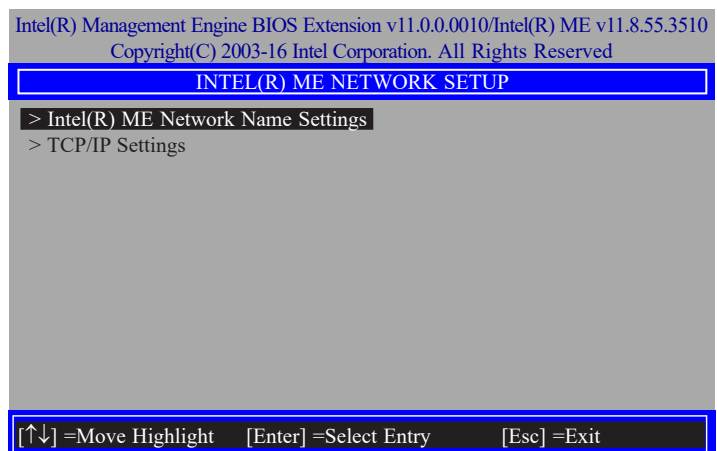 Intel(R) Management Engine BIOS Extension v11.0.0.0010/Intel(R) ME v11.8.55.3510
Copyright(C) 2003-16 Intel Corporation. All Rights Reserved
INTEL(R) ME NETWORK SETUP
> Intel(R) ME Network Name Settings
> TCP/IP Settings
[↑↓] =Move Highlight [Enter] =Select Entry [Esc] =Exit